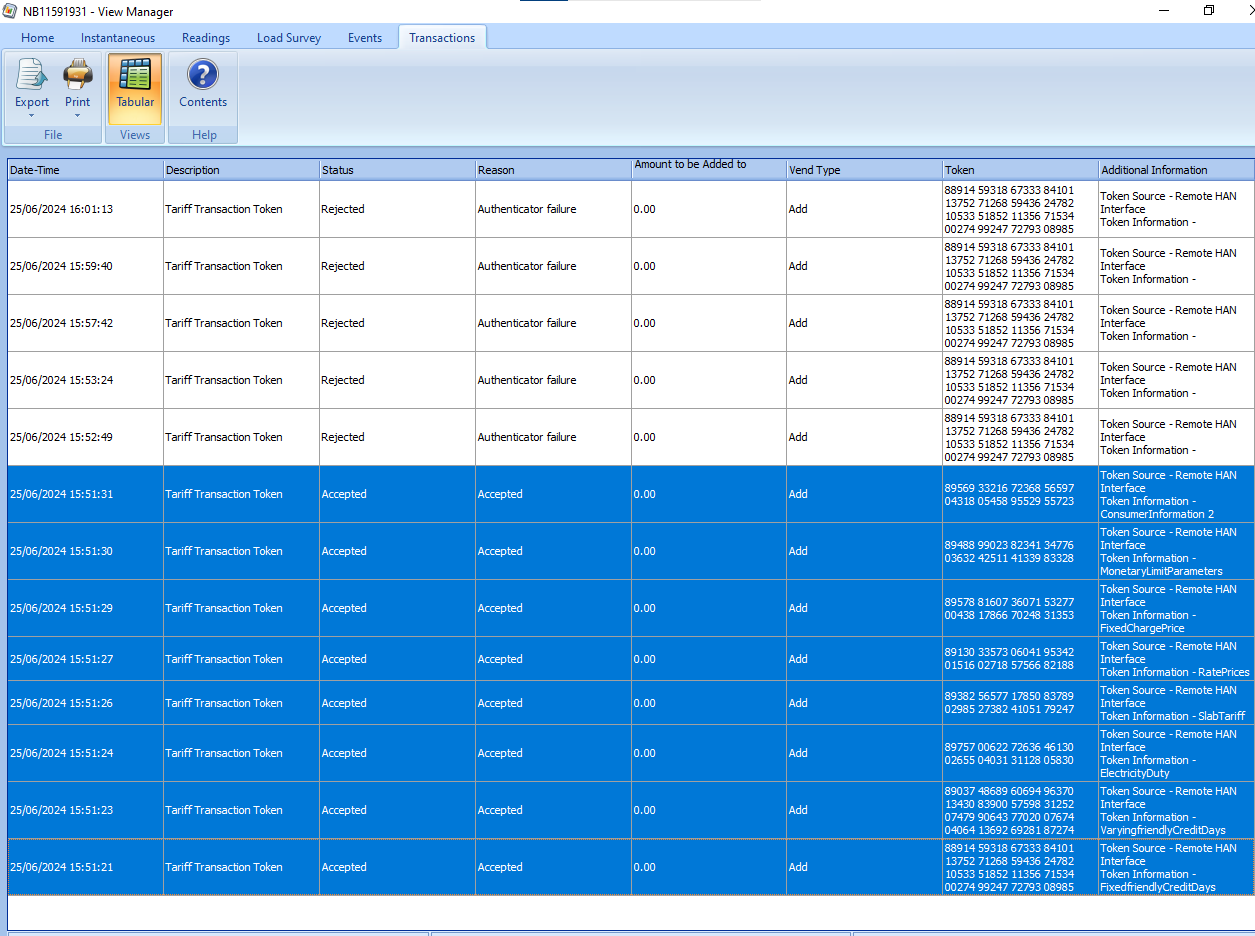 NB11591931 - View Manager
Home Instantaneous Readings Load Survey Events Transactions
Export Print Tabular Contents
File Views Help
Date-Time Description Status Reason Amount to be Added to Vend Type Token Additional Information
25/06/2024 16:01:13 Tariff Transaction Token Rejected Authenticator failure 0.00 Add 88914 59318 67333 84101
13752 71268 59436 24782
10533 51852 11356 71534
00274 99247 72793 08985 Token Source - Remote HAN
Interface
Token Information -
25/06/2024 15:59:40 Tariff Transaction Token Rejected Authenticator failure 0.00 Add 88914 59318 67333 84101
13752 71268 59436 24782
10533 51852 11356 71534
00274 99247 72793 08985 Token Source - Remote HAN
Interface
Token Information -
25/06/2024 15:57:42 Tariff Transaction Token Rejected Authenticator failure 0.00 Add 88914 59318 67333 84101
13752 71268 59436 24782
10533 51852 11356 71534
00274 99247 72793 08985 Token Source - Remote HAN
Interface
Token Information -
25/06/2024 15:53:24 Tariff Transaction Token Rejected Authenticator failure 0.00 Add 88914 59318 67333 84101
13752 71268 59436 24782
10533 51852 11356 71534
00274 99247 72793 08985 Token Source - Remote HAN
Interface
Token Information -
25/06/2024 15:52:49 Tariff Transaction Token Rejected Authenticator failure 0.00 Add 88914 59318 67333 84101
13752 71268 59436 24782
10533 51852 11356 71534
00274 99247 72793 08985 Token Source - Remote HAN
Interface
Token Information -
25/06/2024 15:51:31 Tariff Transaction Token Accepted Accepted 0.00 Add 89569 33216 72368 56597
04318 05458 95529 55723 Token Source - Remote HAN
Interface
Token Information -
ConsumerInformation 2
25/06/2024 15:51:30 Tariff Transaction Token Accepted Accepted 0.00 Add 89488 99023 82341 34776
03632 42511 41339 83328 Token Source - Remote HAN
Interface
Token Information -
MonetaryLimitParameters
25/06/2024 15:51:29 Tariff Transaction Token Accepted Accepted 0.00 Add 89578 81607 36071 53277
00438 17866 70248 31353 Token Source - Remote HAN
Interface
Token Information -
FixedChargePrice
25/06/2024 15:51:27 Tariff Transaction Token Accepted Accepted 0.00 Add 89130 33573 06041 95342
01516 02718 57566 82188 Token Source - Remote HAN
Interface
Token Information - RatePrices
25/06/2024 15:51:26 Tariff Transaction Token Accepted Accepted 0.00 Add 89382 56577 17850 83789
02985 27382 41051 79247 Token Source - Remote HAN
Interface
Token Information - SlabTariff
25/06/2024 15:51:24 Tariff Transaction Token Accepted Accepted 0.00 Add 89757 00622 72636 46130
02655 04031 31128 05830 Token Source - Remote HAN
Interface
Token Information -
ElectricityDuty
25/06/2024 15:51:23 Tariff Transaction Token Accepted Accepted 0.00 Add 89037 48689 60694 96370
13430 83900 57598 31252
07479 90643 77020 07674
04064 13692 69281 87274 Token Source - Remote HAN
Interface
Token Information -
VaryingfriendlyCreditDays
25/06/2024 15:51:21 Tariff Transaction Token Accepted Accepted 0.00 Add 88914 59318 67333 84101
13752 71268 59436 24782
10533 51852 11356 71534
00274 99247 72793 08985 Token Source - Remote HAN
Interface
Token Information -
FixedfriendlyCreditDays